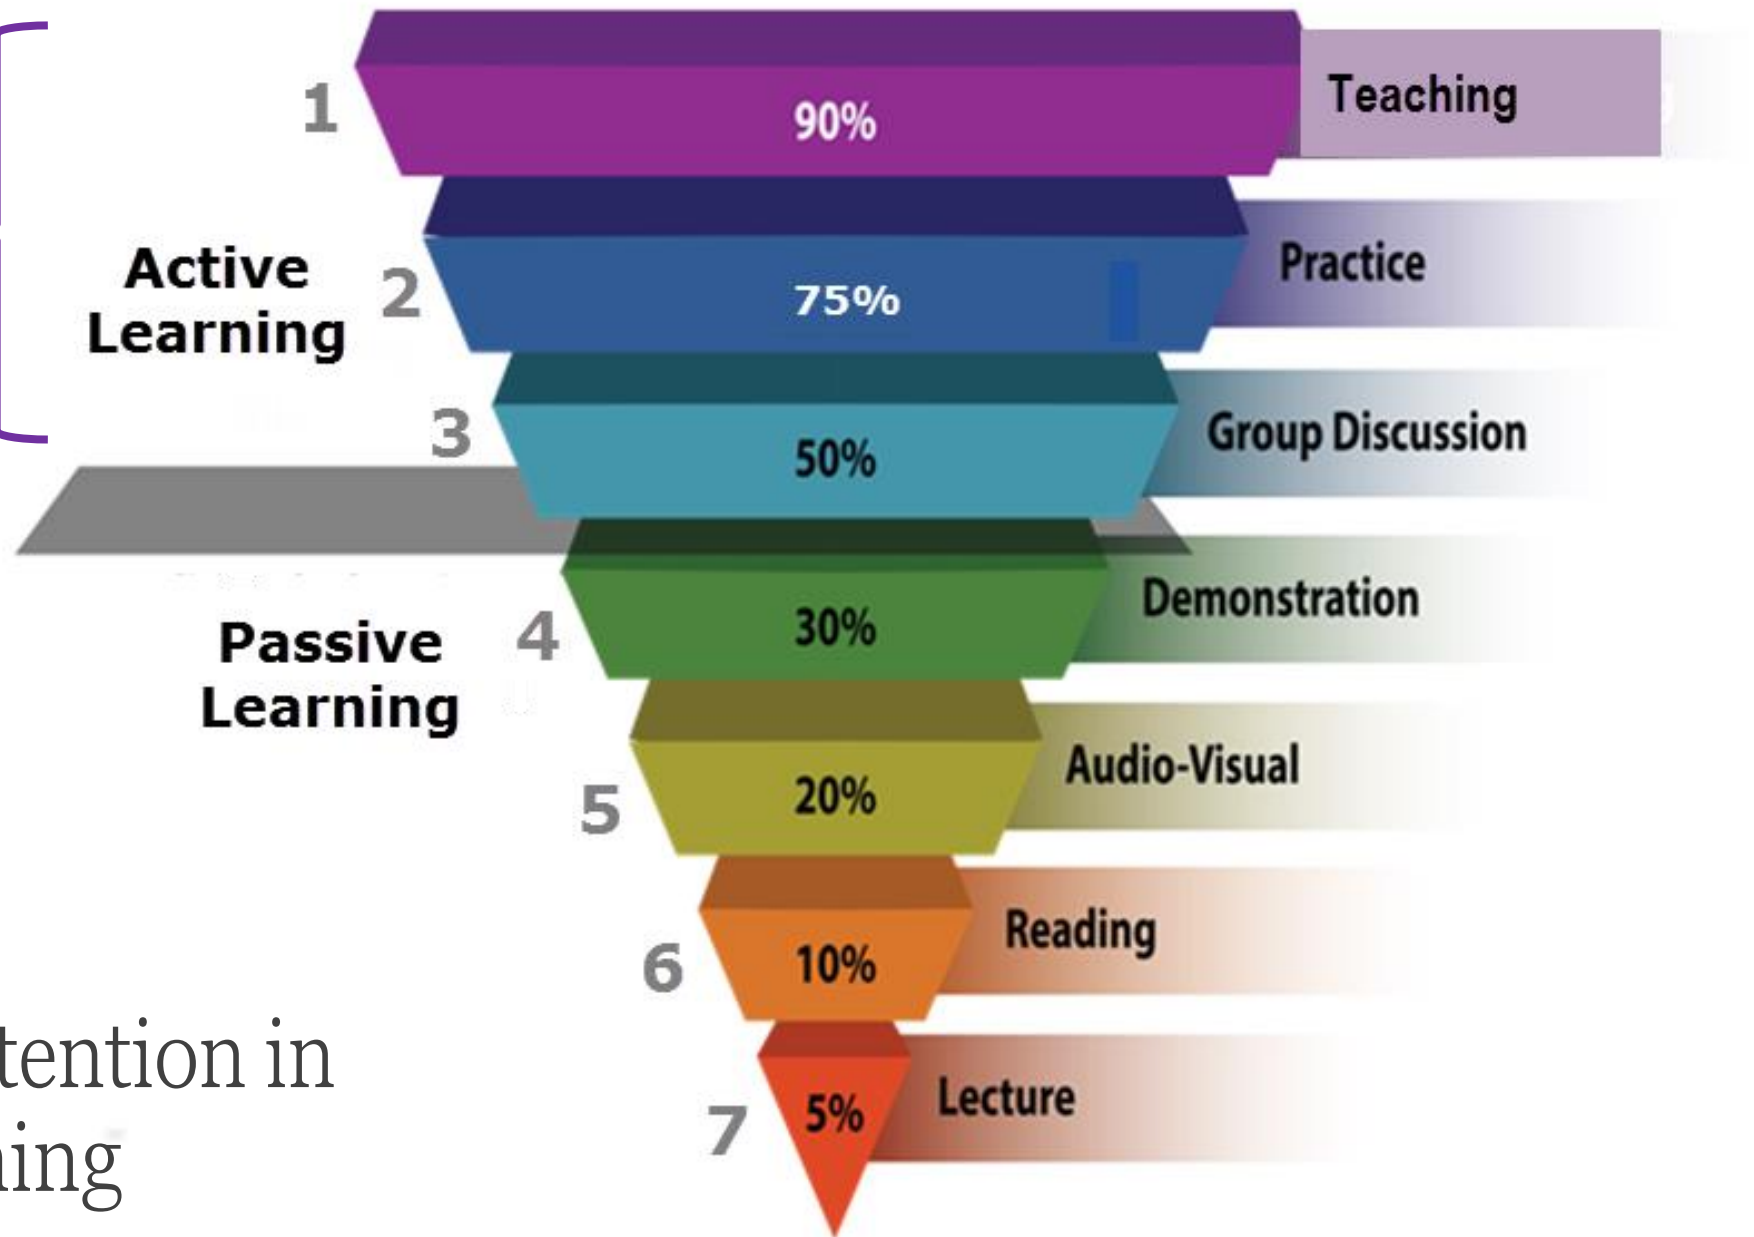 1
90%
Teaching
Active
Learning
2
75%
Practice
3
50%
Group Discussion
Passive
Learning
4
30%
Demonstration
5
20%
Audio-Visual
6
10%
Reading
tention in
ing
7
5%
Lecture